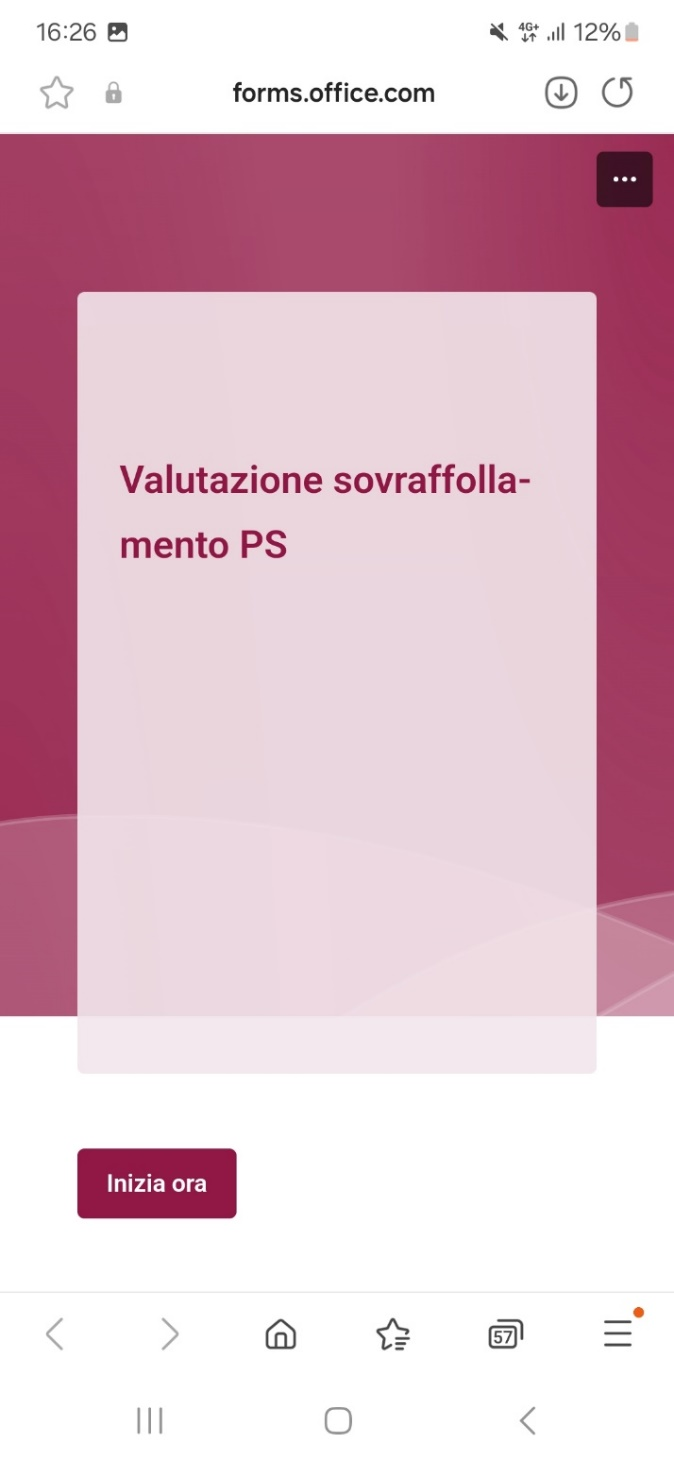 16:26
4G+ 12%
forms.office.com
...
Valutazione sovraffolla-
mento PS
Inizia ora
57